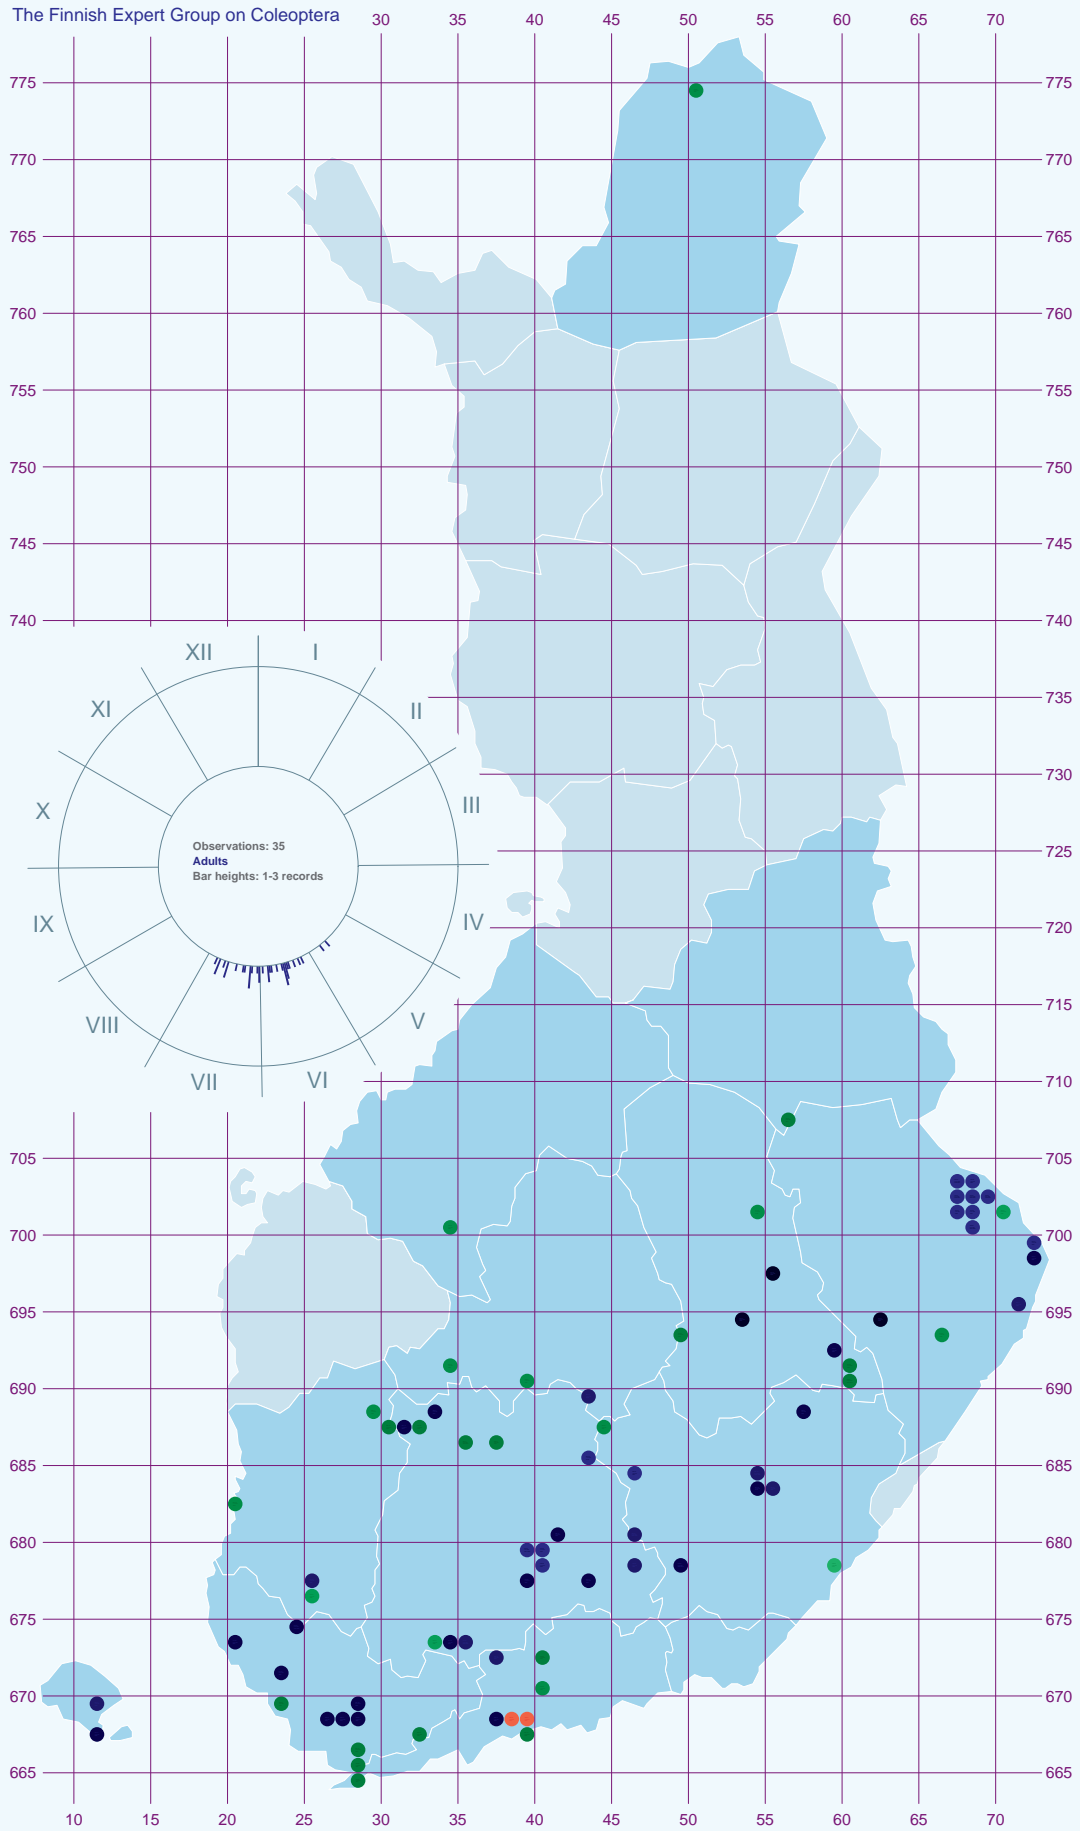 The Finnish Expert Group on Coleoptera
30 35 40 45 50 55 60 65 70
775 775
770 770
765 765
760 760
755 755
750 750
745 745
740 740
XII I
735
XI II
730
X III
725
Observations: 35
Adults
Bar heights: 1-3 records
IX IV
720
715
VIII V
VII VI
710
705 705
700 700
695 695
690 690
685 685
680 680
675 675
670 670
665 665
10 15 20 25 30 35 40 45 50 55 60 65 70